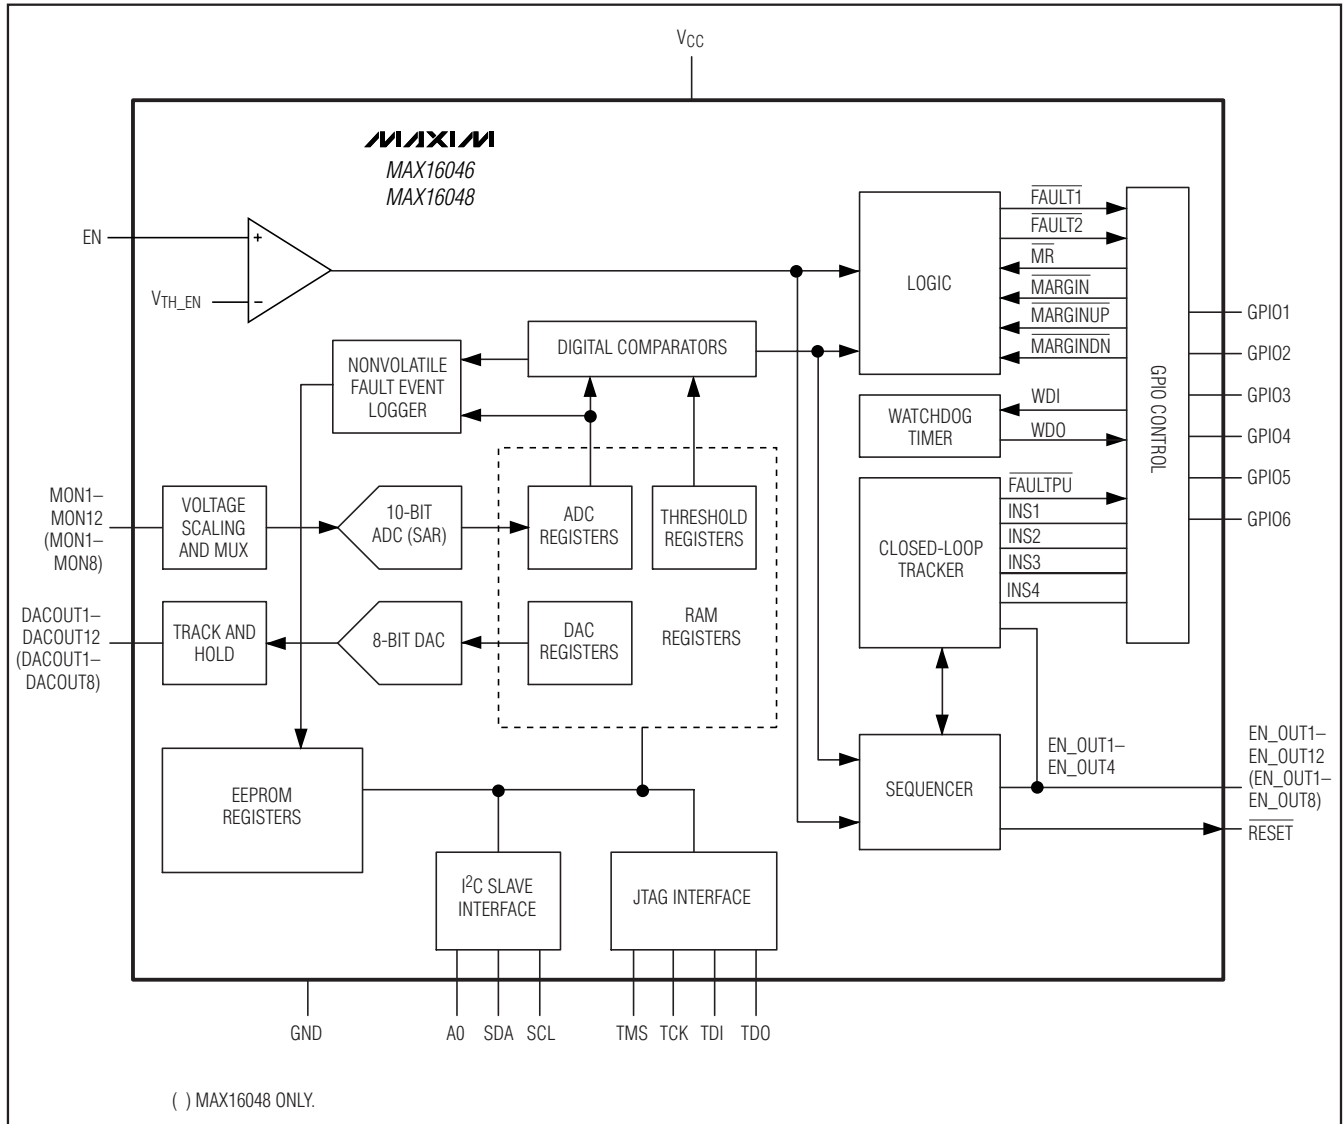 VCC
MAXIM
MAX16046
MAX16048
EN
+
VTH_EN
−
LOGIC
FAULT1
FAULT2
MR
MARGIN
MARGINUP
MARGINDN
GPIO CONTROL
GPIO1
GPIO2
GPIO3
GPIO4
GPIO5
GPIO6
DIGITAL COMPARATORS
NONVOLATILE
FAULT EVENT
LOGGER
WATCHDOG
TIMER
WDI
WDO
MON1–
MON12
(MON1–
MON8)
VOLTAGE
SCALING
AND MUX
10-BIT
ADC (SAR)
ADC
REGISTERS
THRESHOLD
REGISTERS
CLOSED-LOOP
TRACKER
FAULTPU
INS1
INS2
INS3
INS4
DACOUT1–
DACOUT12
(DACOUT1–
DACOUT8)
TRACK AND
HOLD
8-BIT DAC
DAC
REGISTERS
RAM
REGISTERS
EEPROM
REGISTERS
SEQUENCER
EN_OUT1–
EN_OUT4
EN_OUT1–
EN_OUT12
(EN_OUT1–
EN_OUT8)
RESET
I2C SLAVE
INTERFACE
JTAG INTERFACE
GND
A0
SDA
SCL
TMS
TCK
TDI
TDO
( ) MAX16048 ONLY.